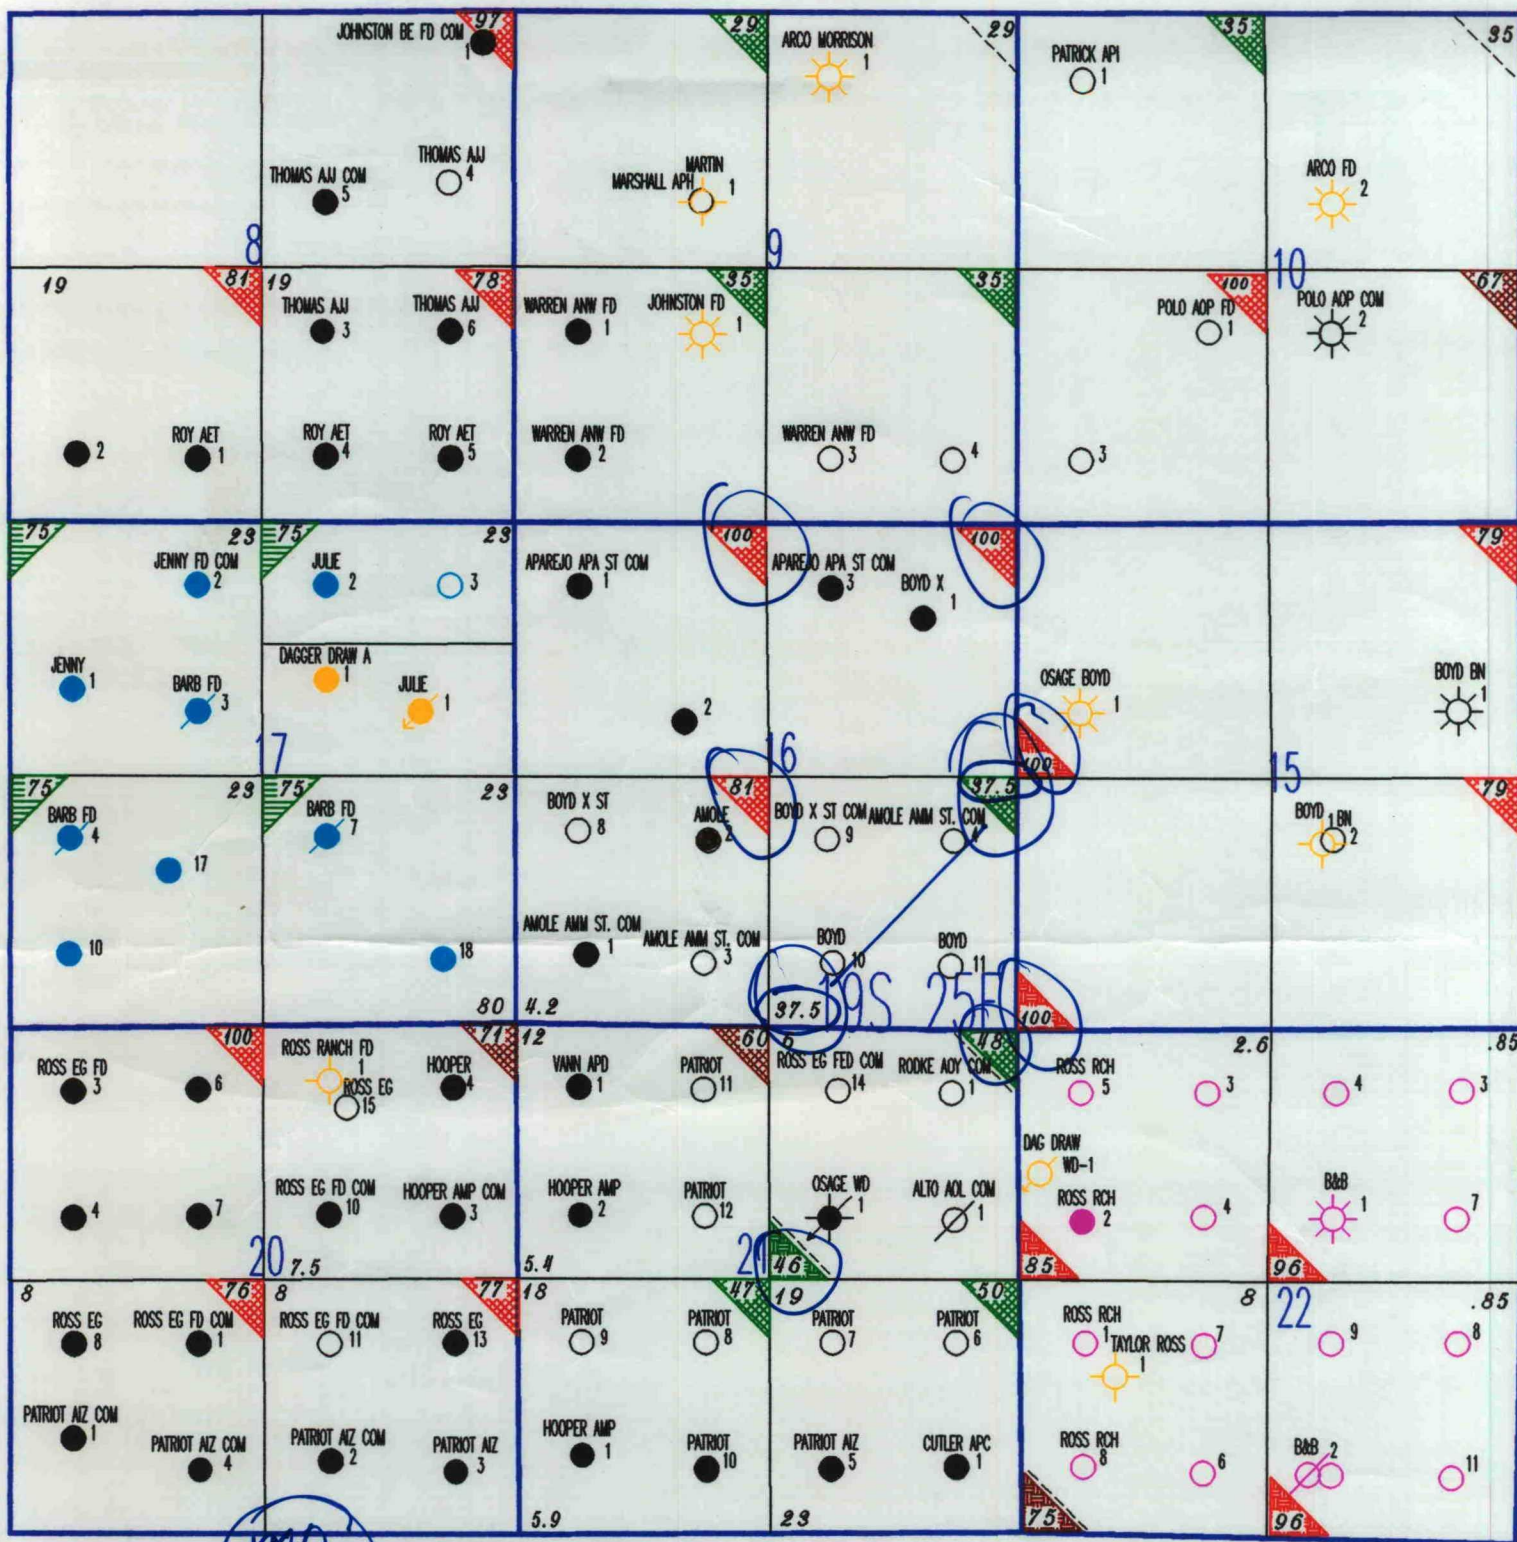 JOHNSTON BE FD COM
1
97
29
ARCO MORRISON
1
29
PATRICK API
1
35
35
THOMAS AJJ COM
5
THOMAS AJJ
4
MARTIN
MARSHALL APH
1
ARCO FD
2
8
9
10
19
81
19
78
THOMAS AJJ
3
THOMAS AJJ
6
WARREN ANW FD
1
JOHNSTON FD
1
35
35
POLO AOP FD
1
100
POLO AOP COM
2
67
2
ROY AET
1
ROY AET
4
ROY AET
5
WARREN ANW FD
2
WARREN ANW FD
3
4
3
75
23
JENNY FD COM
2
75
23
JULIE
2
3
APAREJO APA ST COM
1
100
APAREJO APA ST COM
3
BOYD X
1
100
79
JENNY
1
BARB FD
3
DAGGER DRAW A
1
JULIE
1
2
OSAGE BOYD
1
BOYD BN
1
17
16
100
15
75
23
BARB FD
4
17
75
23
BARB FD
7
BOYD X ST
8
81
AMOLE
2
BOYD X ST COM
9
37.5
AMOLE AMM ST. COM
4
BOYD
1
BN
2
79
10
18
80
AMOLE AMM ST. COM
1
4.2
AMOLE AMM ST. COM
3
BOYD
10
37.5
BOYD
11
19S 25E
100
ROSS EG FD
3
6
100
ROSS RANCH FD
1
ROSS EG
15
HOOPER
4
71
12
VANN APD
1
PATRIOT
11
60
6
ROSS EG FED COM
14
RODKE AOY COM
1
48
ROSS RCH
5
3
2.6
4
3
.85
4
7
ROSS EG FD COM
10
7.5
HOOPER AMP COM
3
HOOPER AMP
2
5.4
PATRIOT
12
OSAGE WD
1
46
ALTO AOL COM
1
DAG DRAW
WD-1
ROSS RCH
2
85
4
B&B
1
96
7
20
21
22
8
76
ROSS EG
8
ROSS EG FD COM
1
8
77
ROSS EG FD COM
11
ROSS EG
13
18
PATRIOT
9
PATRIOT
8
47
19
PATRIOT
7
PATRIOT
6
50
ROSS RCH
1
TAYLOR ROSS
1
7
8
9
8
.85
PATRIOT AIZ COM
1
PATRIOT AIZ COM
4
PATRIOT AIZ COM
2
PATRIOT AIZ
3
HOOPER AMP
1
5.9
PATRIOT
10
PATRIOT AIZ
5
23
CUTLER APC
1
ROSS RCH
8
75
6
B&B
2
96
11